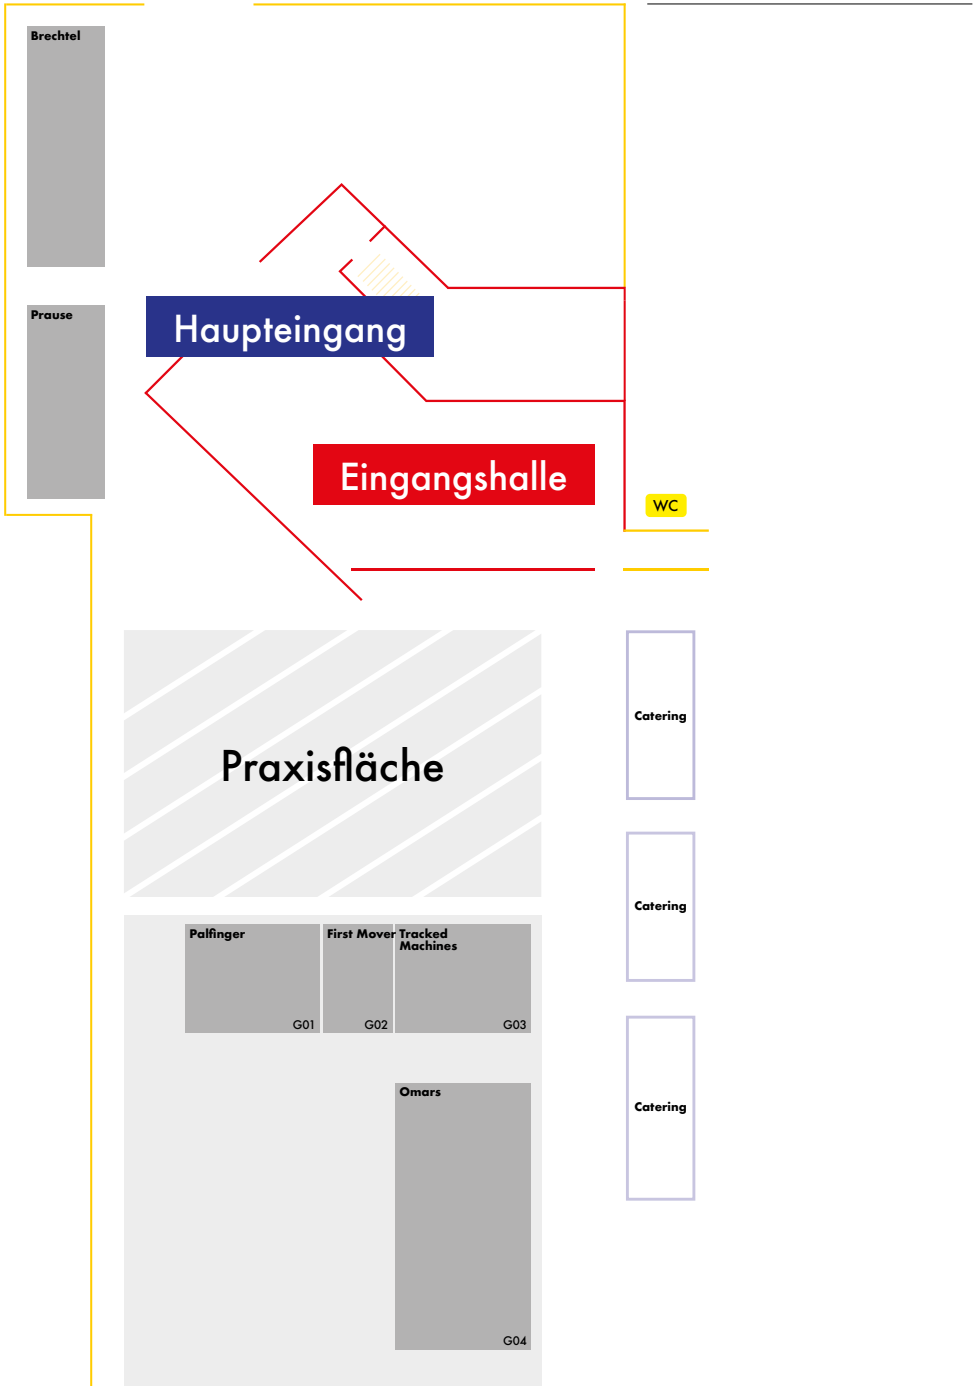 Brechtel
Prause
Haupteingang
Eingangshalle
WC
Praxisfläche
Catering
Catering
Palfinger
G01
First Mover
G02
Tracked
Machines
G03
Omars
G04
Catering